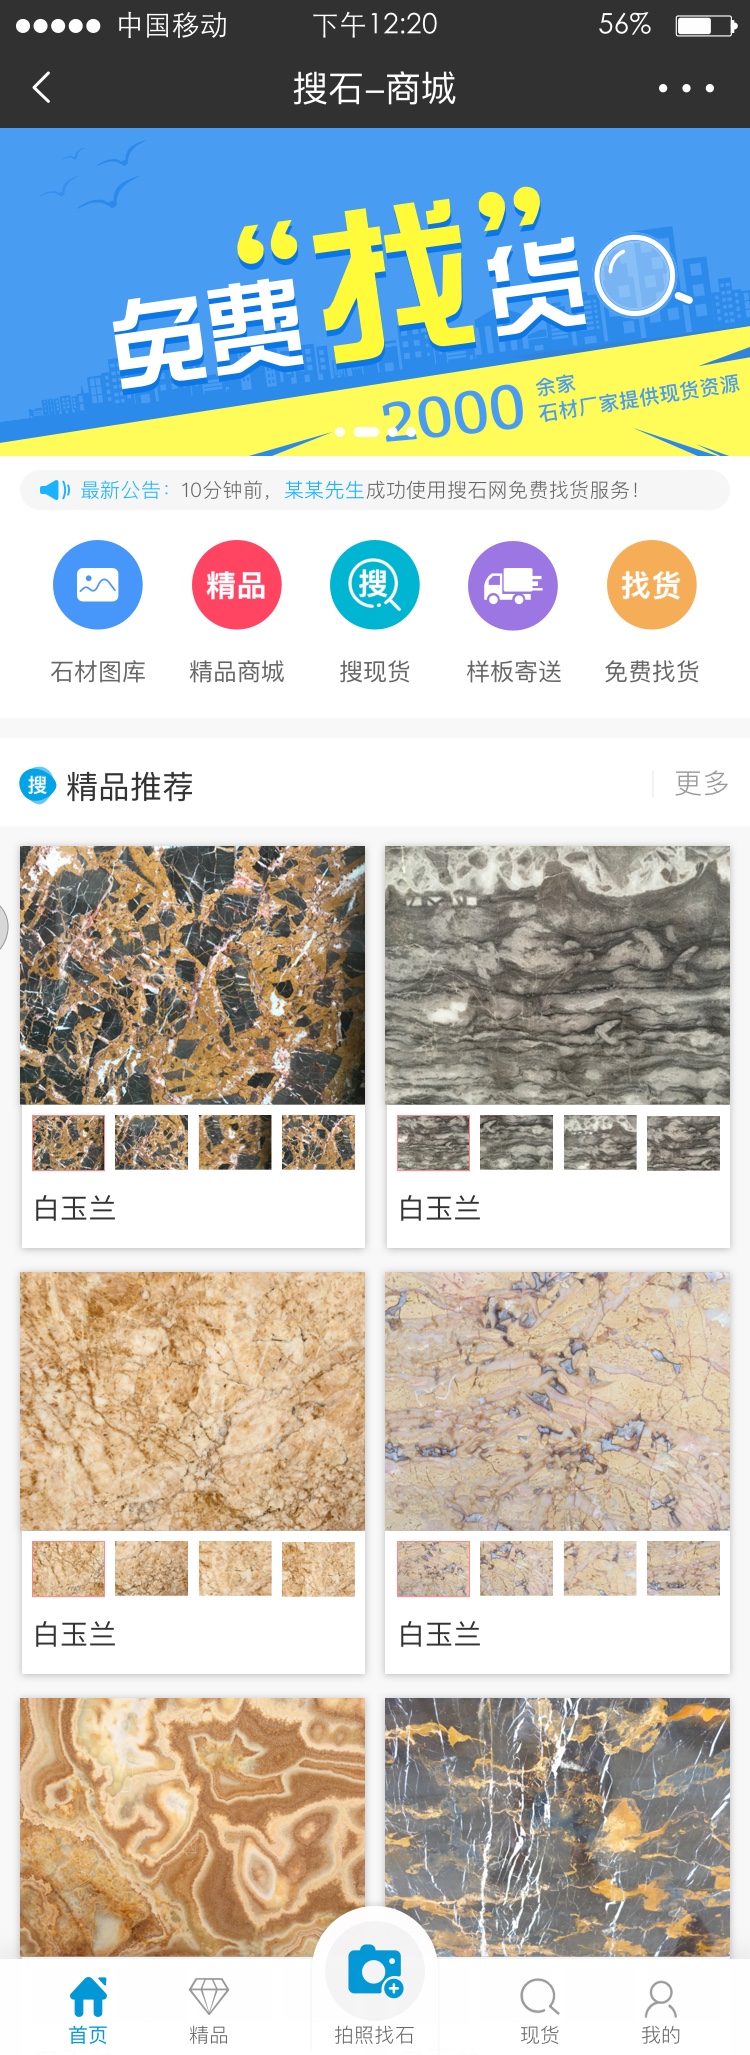 中国移动 下午12:20 56%
搜石–商城
免费“找”货
2000 余家
石材厂家提供现货资源
最新公告：10分钟前，某某先生成功使用搜石网免费找货服务！
精品 搜 找货
石材图库 精品商城 搜现货 样板寄送 免费找货
搜 精品推荐 更多
白玉兰 白玉兰
白玉兰 白玉兰
首页 精品 拍照找石 现货 我的